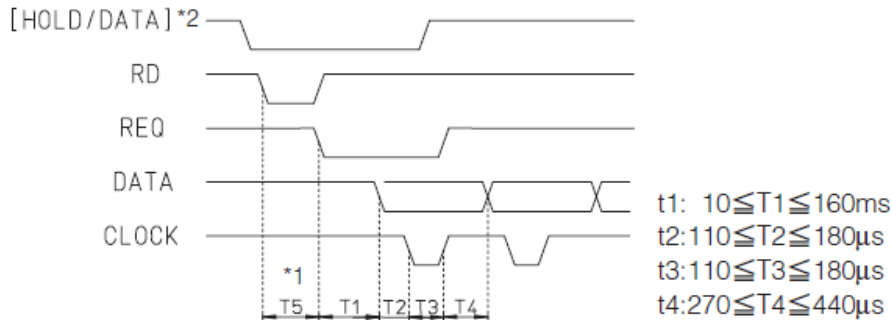 [HOLD/DATA]*2
RD
REQ
DATA
CLOCK
*1
T5 T1 T2 T3 T4
t1: 10≦T1≦160ms
t2:110≦T2≦180μs
t3:110≦T3≦180μs
t4:270≦T4≦440μs